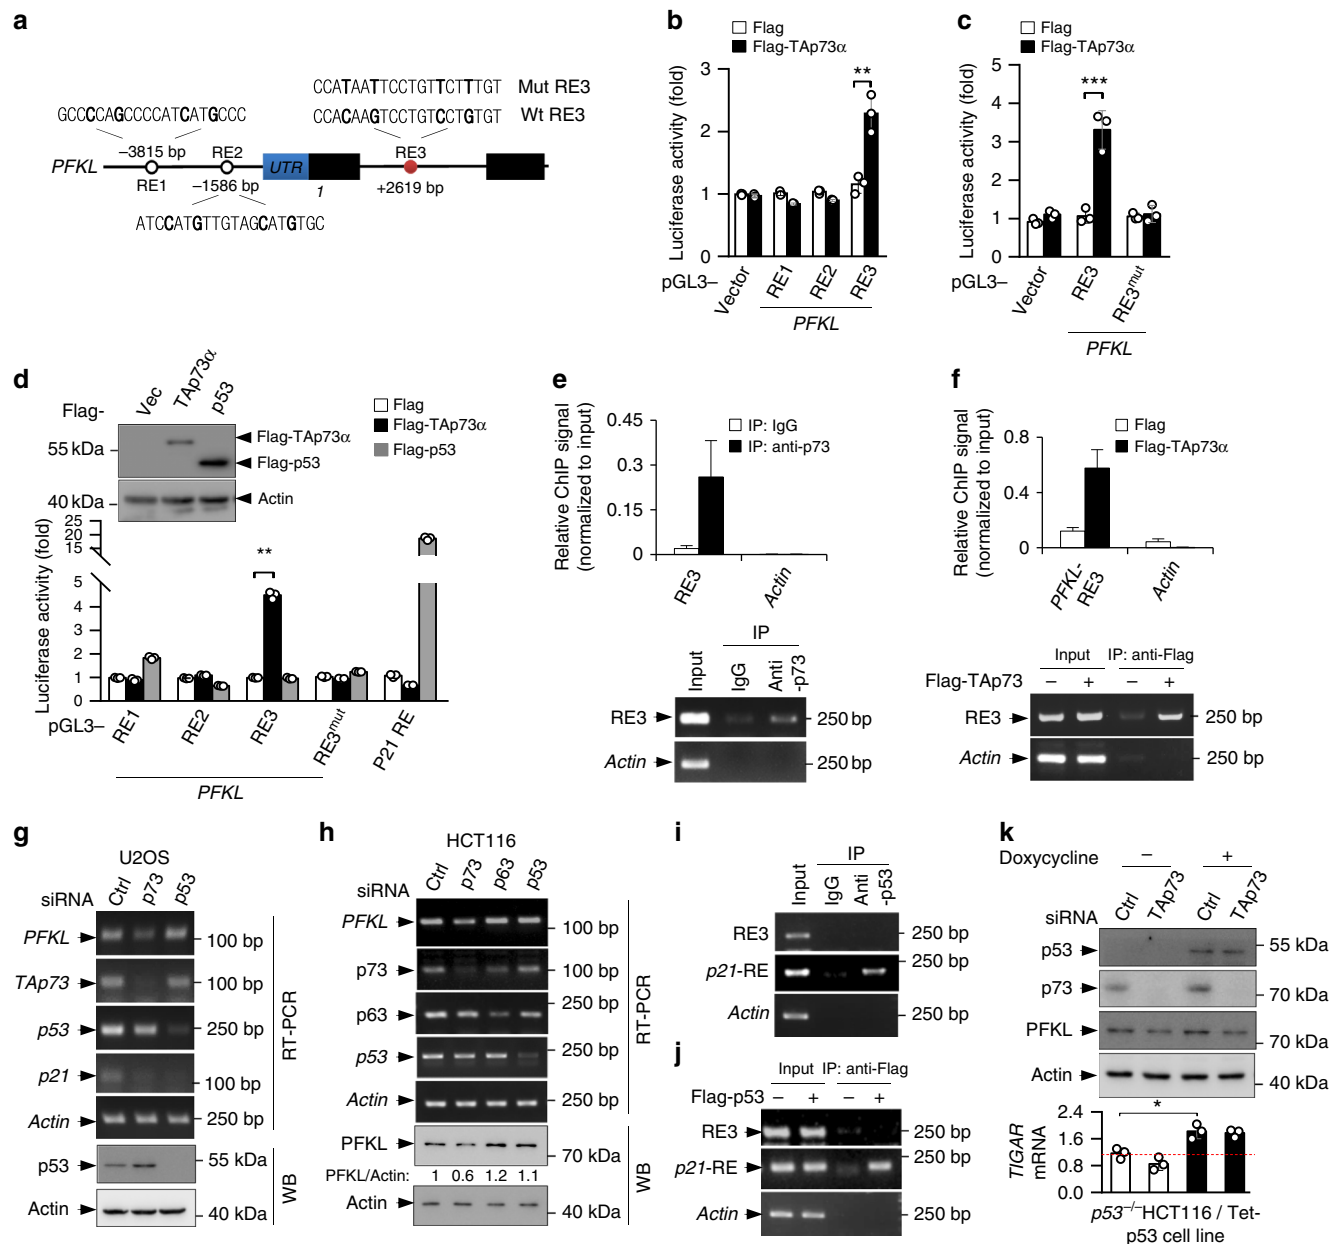 a
CCATAATTCCTGTTCTTTGT Mut RE3
GCCCCAGCCCCATCATGCCC
CCACAAGTCCTGTCCTGTGT Wt RE3
−3815 bp RE2 RE3
PFKL UTR
RE1 −1586 bp 1 +2619 bp
ATCCATGTTGTAGCATGTGC
b
Flag
Flag-TAp73α
Luciferase activity (fold)
3
2
1
0
**
pGL3– Vector RE1 RE2 RE3
PFKL
c
Flag
Flag-TAp73α
Luciferase activity (fold)
5
4
3
2
1
0
***
pGL3– Vector RE3 RE3mut
PFKL
d
Flag- Vec TAp73α p53
55 kDa
Flag-TAp73α
Flag-p53
40 kDa
Actin
Flag
Flag-TAp73α
Flag-p53
Luciferase activity (fold)
25
20
15
5
4
3
2
1
0
**
pGL3– RE1 RE2 RE3 RE3mut P21 RE
PFKL
e
Relative ChIP signal
(normalized to input)
0.45
0.3
0.15
0
IP: IgG
IP: anti-p73
RE3 Actin
IP
Input IgG Anti -p73
RE3 250 bp
Actin 250 bp
f
Relative ChIP signal
(normalized to input)
0.8
0.4
0
Flag
Flag-TAp73α
PFKL-
RE3 Actin
Input IP: anti-Flag
Flag-TAp73 − + − +
RE3 250 bp
Actin 250 bp
g
U2OS
siRNA Ctrl p73 p53
PFKL 100 bp
TAp73 100 bp
p53 250 bp
p21 100 bp
Actin 250 bp
RT-PCR
p53 55 kDa
Actin 40 kDa
WB
h
HCT116
siRNA Ctrl p73 p63 p53
PFKL 100 bp
p73 100 bp
250 bp
p63
p53 250 bp
Actin 250 bp
RT-PCR
PFKL 70 kDa
PFKL/Actin: 1 0.6 1.2 1.1
Actin 40 kDa
WB
i
IP
Input IgG Anti -p53
RE3 250 bp
p21-RE 250 bp
Actin 250 bp
j
Input IP: anti-Flag
Flag-p53 − + − +
RE3 250 bp
p21-RE 250 bp
Actin 250 bp
k
Doxycycline − +
siRNA Ctrl TAp73 Ctrl TAp73
p53 55 kDa
p73 70 kDa
PFKL 70 kDa
Actin 40 kDa
TIGAR
mRNA
2.4
1.6
0.8
0.0
*
p53−/−HCT116 / Tet-
p53 cell line